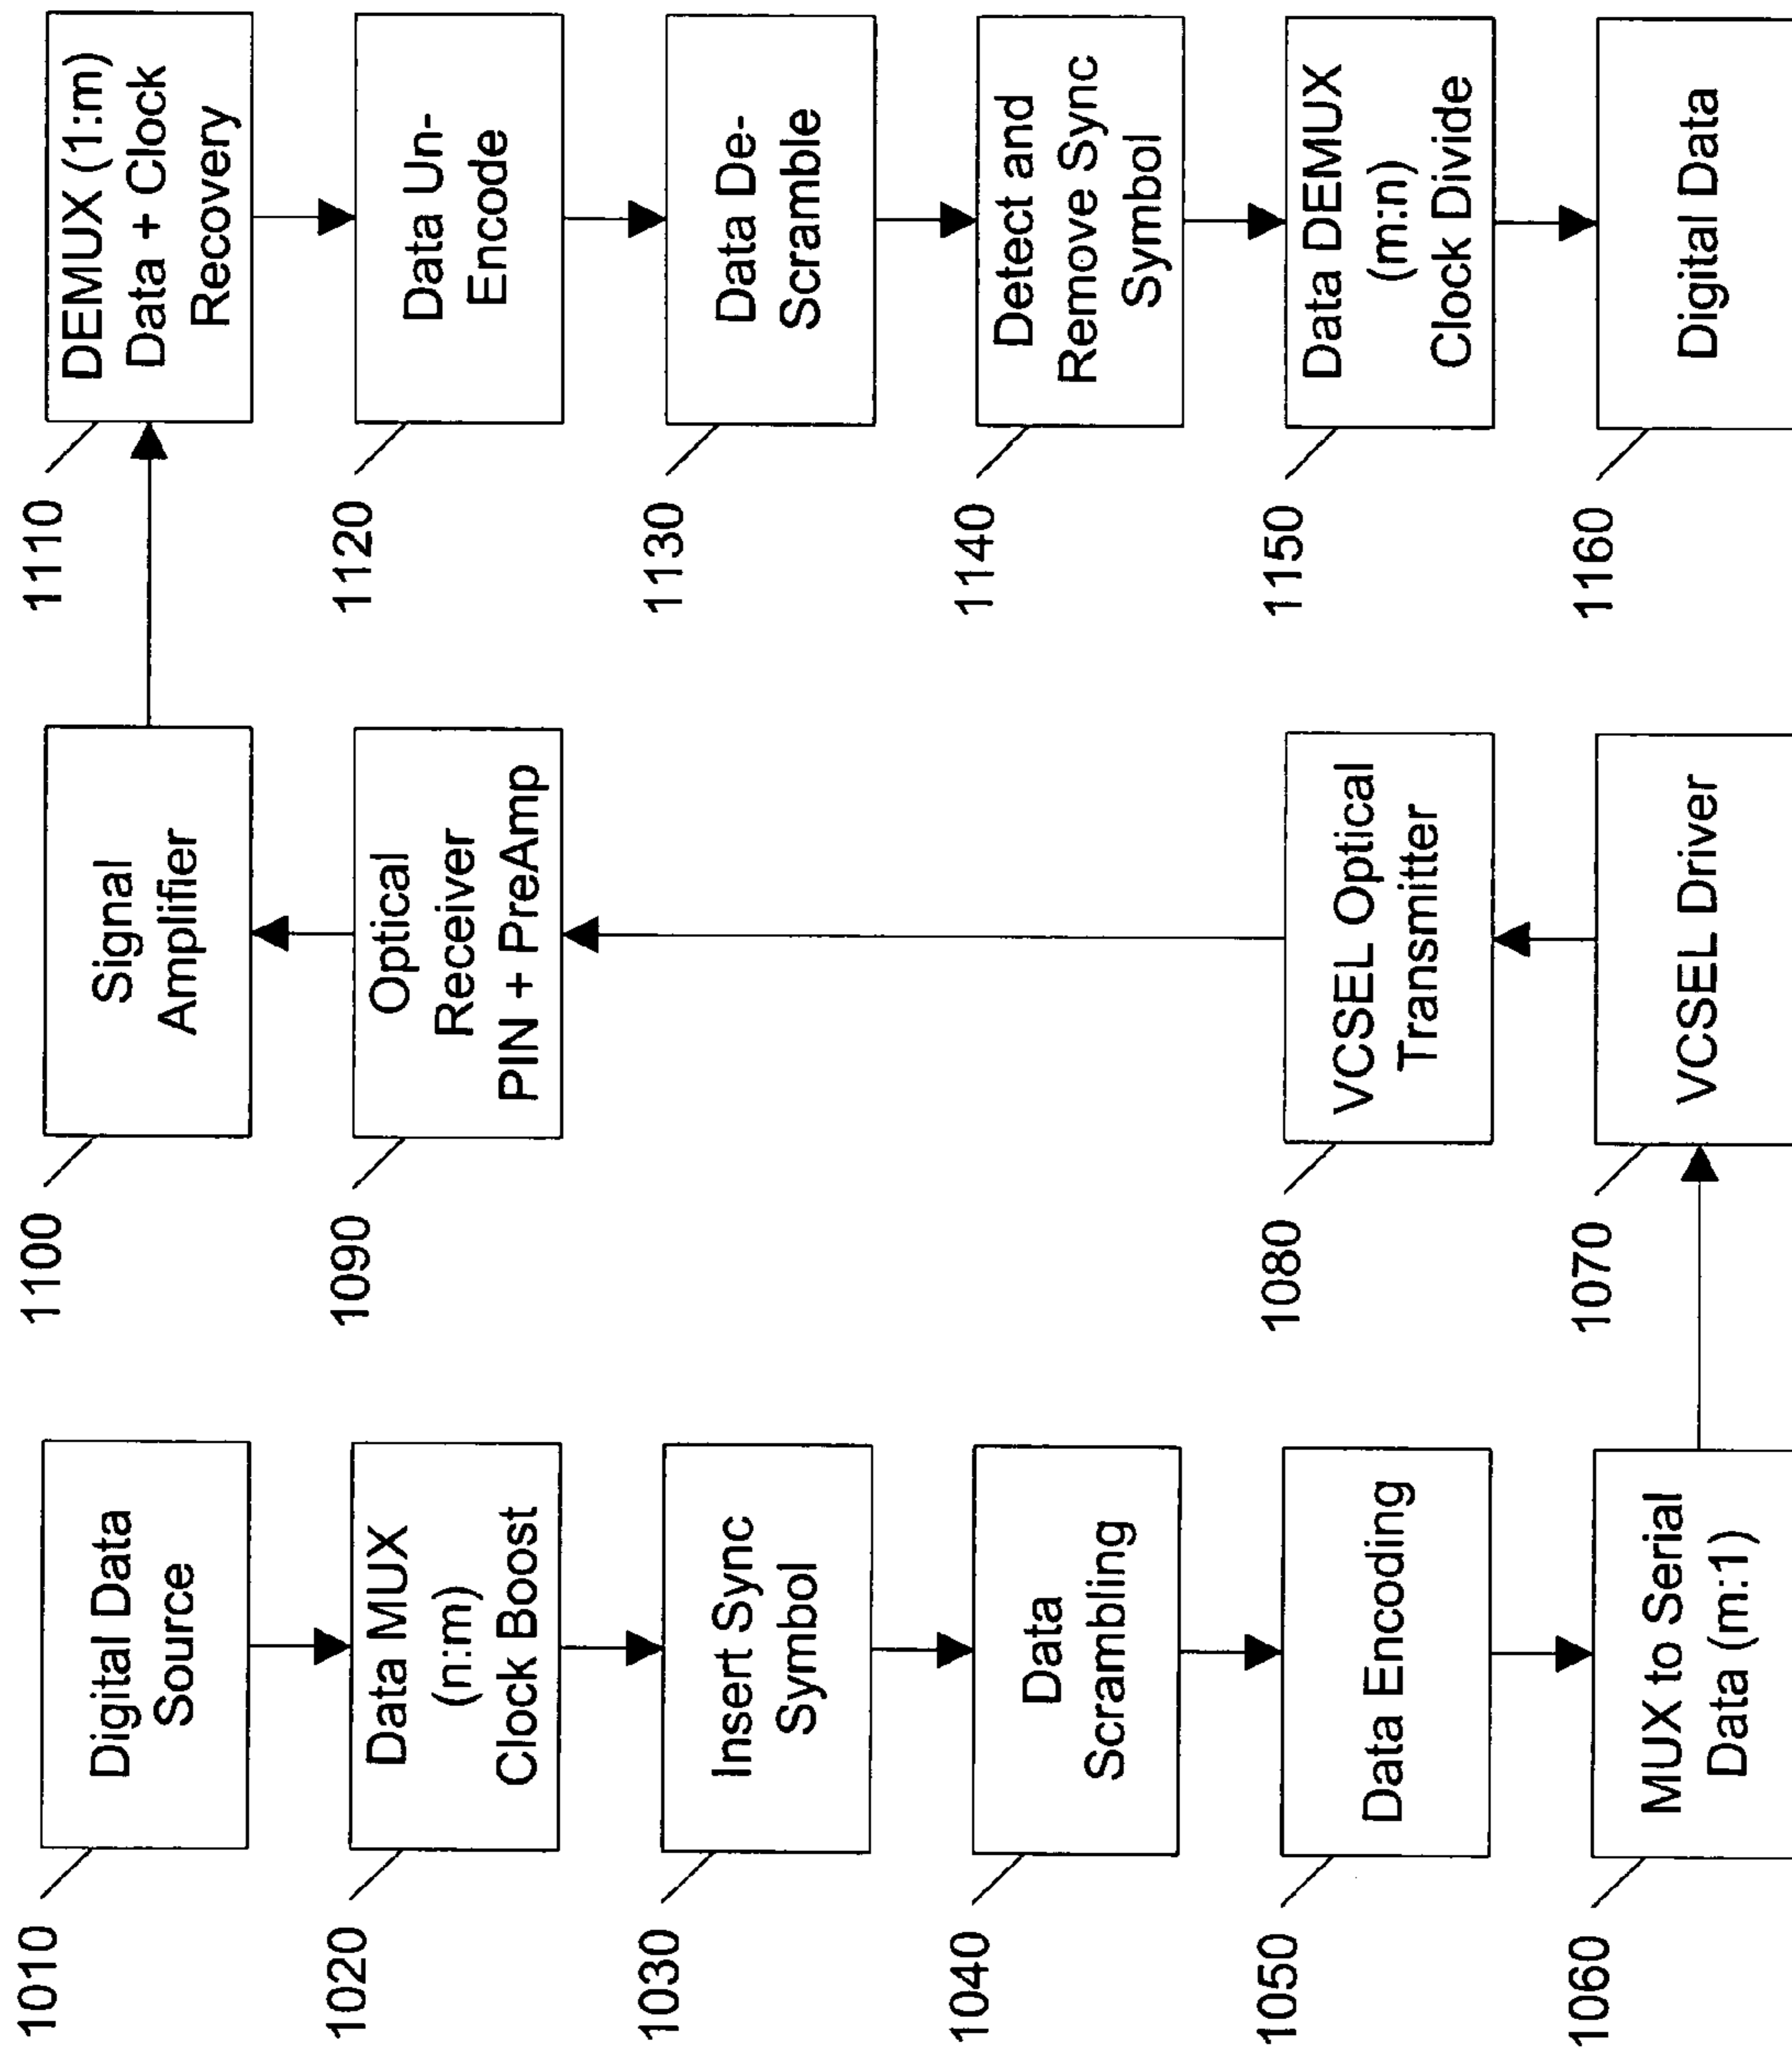 1010
Digital Data
Source
1020
Data MUX
(n:m)
Clock Boost
1030
Insert Sync
Symbol
1040
Data
Scrambling
1050
Data Encoding
1060
MUX to Serial
Data (m:1)
1070
VCSEL Driver
1080
VCSEL Optical
Transmitter
1090
Optical
Receiver
PIN + PreAmp
1100
Signal
Amplifier
1110
DEMUX (1:m)
Data + Clock
Recovery
1120
Data Un-
Encode
1130
Data De-
Scramble
1140
Detect and
Remove Sync
Symbol
1150
Data DEMUX
(m:n)
Clock Divide
1160
Digital Data